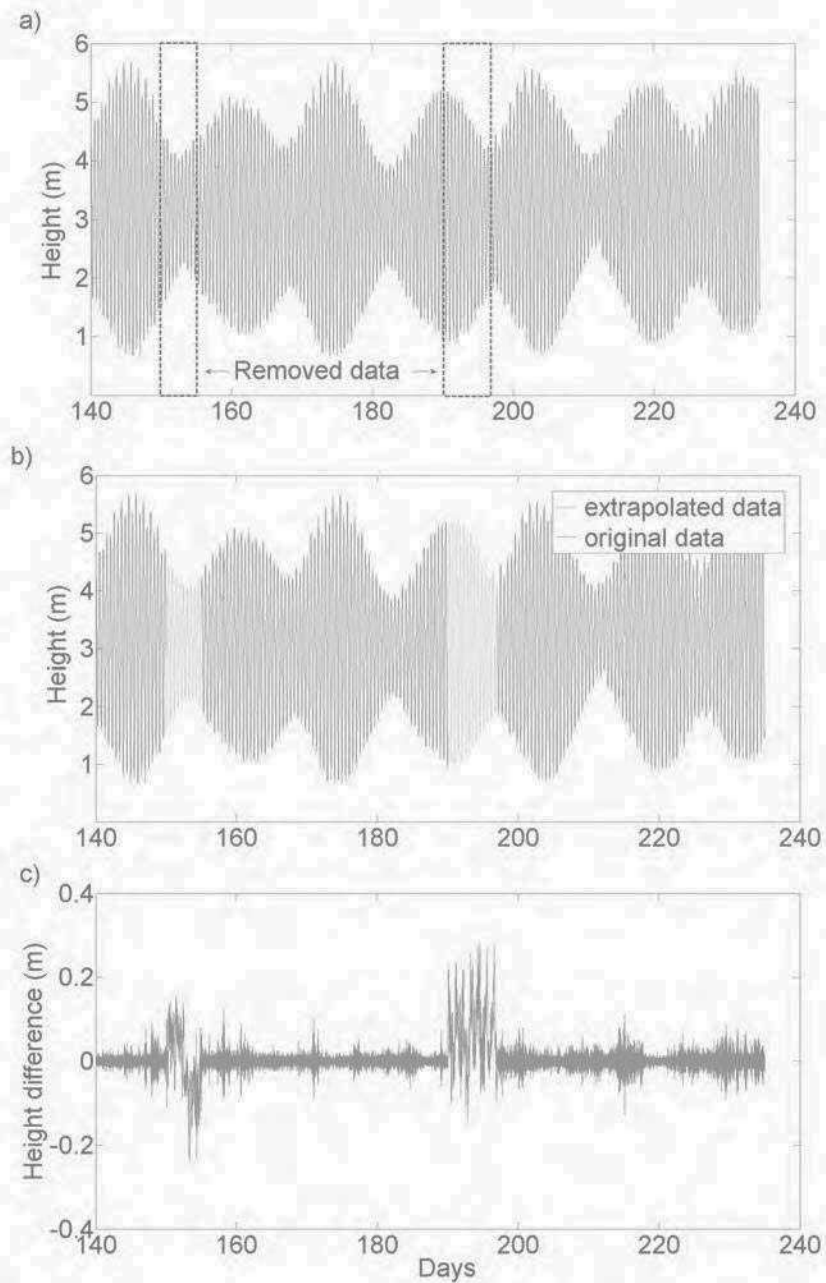 a)
6
5
4
3
2
1
Height (m)
Removed data
140 160 180 200 220 240
b)
6
5
4
3
2
1
Height (m)
extrapolated data
original data
140 160 180 200 220 240
c)
0.4
0.2
0
-0.2
-0.4
Height difference (m)
140 160 180 200 220 240
Days